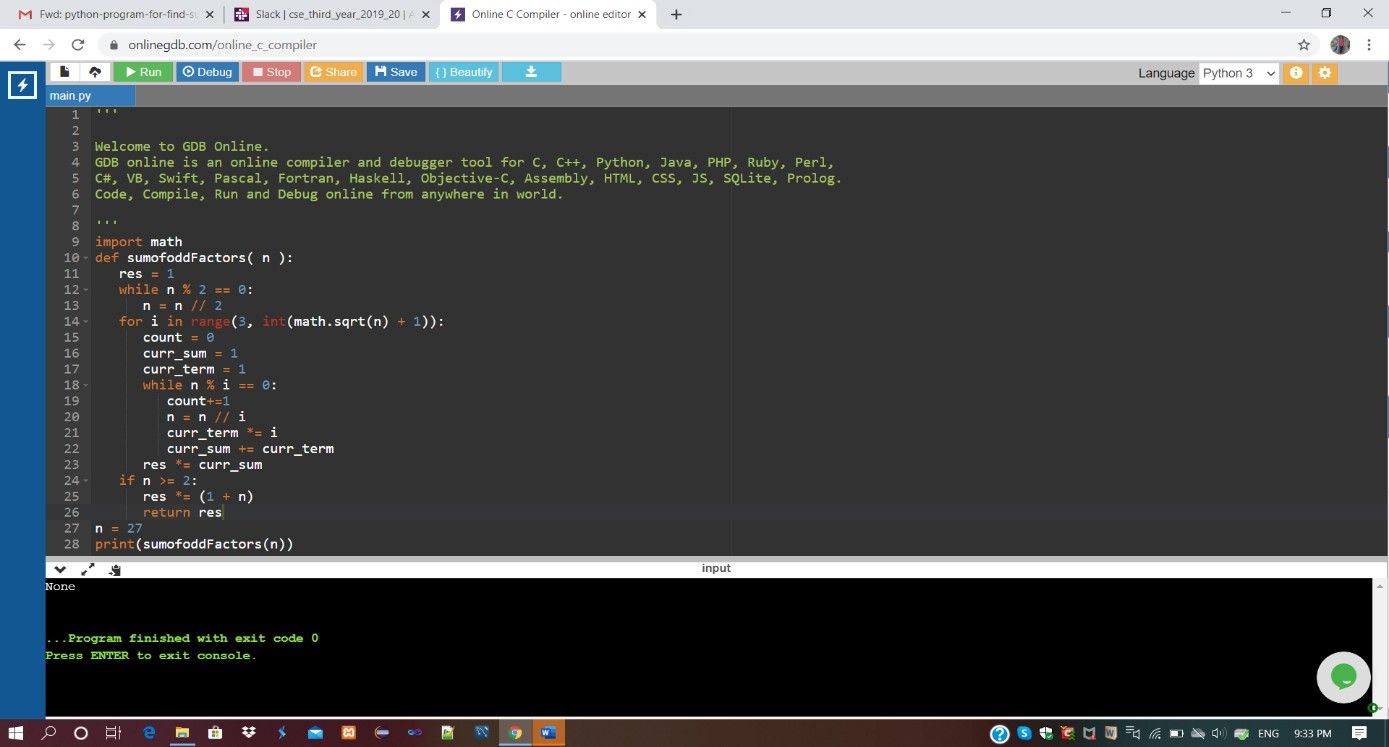 Fwd: python-program-for-find-s
Slack | cse_third_year_2019_20 | A
Online C Compiler - online editor
onlinegdb.com/online_c_compiler
Run Debug Stop Share Save { } Beautify
Language Python 3
main.py
1 '''
2
3 Welcome to GDB Online.
4 GDB online is an online compiler and debugger tool for C, C++, Python, Java, PHP, Ruby, Perl,
5 C#, VB, Swift, Pascal, Fortran, Haskell, Objective-C, Assembly, HTML, CSS, JS, SQLite, Prolog.
6 Code, Compile, Run and Debug online from anywhere in world.
7
8 '''
9 import math
10 def sumofoddFactors( n ):
11    res = 1
12    while n % 2 == 0:
13       n = n // 2
14    for i in range(3, int(math.sqrt(n) + 1)):
15       count = 0
16       curr_sum = 1
17       curr_term = 1
18       while n % i == 0:
19          count+=1
20          n = n // i
21          curr_term *= i
22          curr_sum += curr_term
23       res *= curr_sum
24    if n >= 2:
25       res *= (1 + n)
26       return res
27 n = 27
28 print(sumofoddFactors(n))
input
None
...Program finished with exit code 0
Press ENTER to exit console.
ENG 9:33 PM